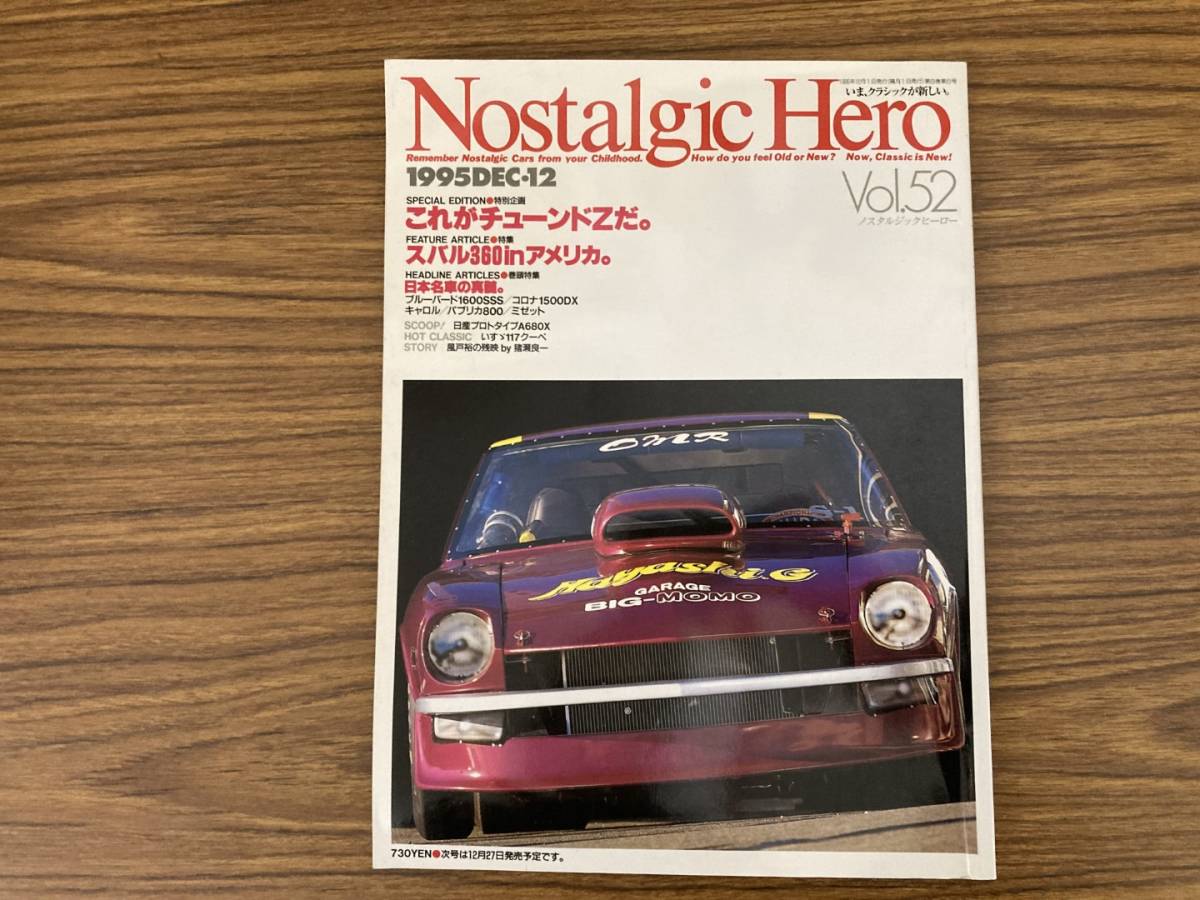 いま、クラシックが新しい。
Nostalgic Hero
Remember Nostalgic Cars from your Childhood. How do you feel Old or New? Now, Classic is New!
1995DEC・12
Vol.52
ノスタルジックヒーロー
SPECIAL EDITION●特別企画
これがチューンドZだ。
FEATURE ARTICLE●特集
スバル360inアメリカ。
HEADLINE ARTICLES●巻頭特集
日本名車の真髄。
ブルーバード1600SSS/コロナ1500DX
キャロル/パブリカ800/ミゼット
SCOOP! 日産プロトタイプA680X
HOT CLASSIC いすゞ117クーペ
STORY 風戸裕の残映 by 猪瀬良一
OMR
Hayashi.G
GARAGE
BIG-MOMO
730YEN●次号は12月27日発売予定です。